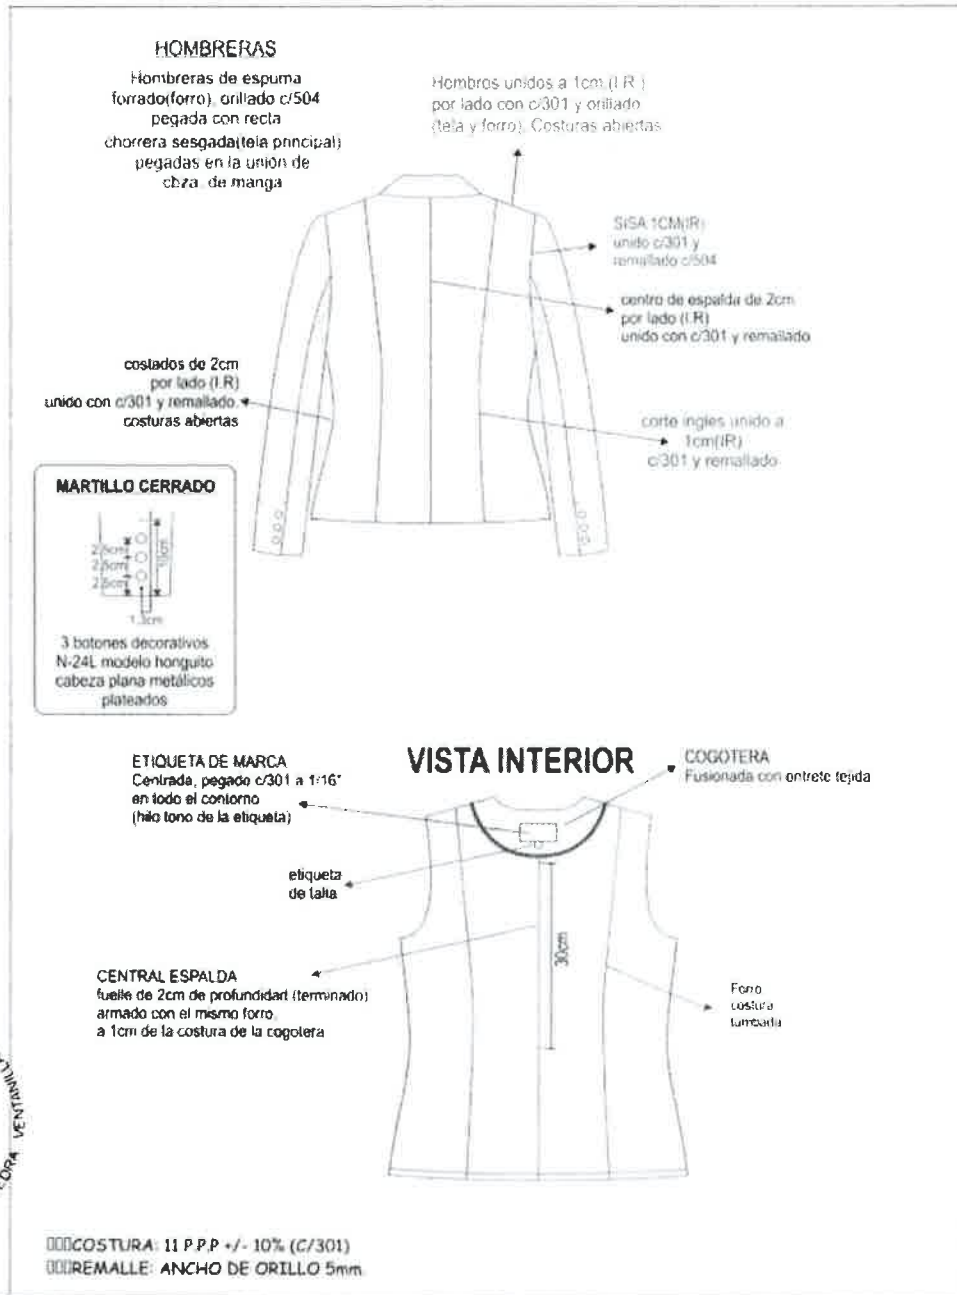 HOMBRERAS
Hombreras de espuma
forrado(forro), orillado c/504
pegada con recta
chorrera sesgada(tela principal)
pegadas en la union de
cbza. de manga
Hombros unidos a 1cm.(I.R.)
por lado con c/301 y orillado
(tela y forro). Costuras abiertas
SISA 1CM(IR)
unido c/301 y
remallado c/504
centro de espalda de 2cm
por lado (I.R)
unido con c/301 y remallado
costados de 2cm
por lado (I.R)
unido con c/301 y remallado.
costuras abiertas
corte ingles unido a
1cm(IR)
c/301 y remallado
MARTILLO CERRADO
2.5cm
2.5cm
2.5cm
10cm
1.3cm
3 botones decorativos
N-24L modelo honguito
cabeza plana metálicos
plateados
VISTA INTERIOR
ETIQUETA DE MARCA
Centrada, pegado c/301 a 1/16"
en todo el contorno
(hilo tono de la etiqueta)
COGOTERA
Fusionada con entrete tejida
etiqueta
de talla
30cm
CENTRAL ESPALDA
fuelle de 2cm de profundidad (terminado)
armado con el mismo forro
a 1cm de la costura de la cogotera
Forro
costura
tumbada
VENTANILL
COSTURA: 11 P.P.P +/- 10% (C/301)
REMALLE: ANCHO DE ORILLO 5mm